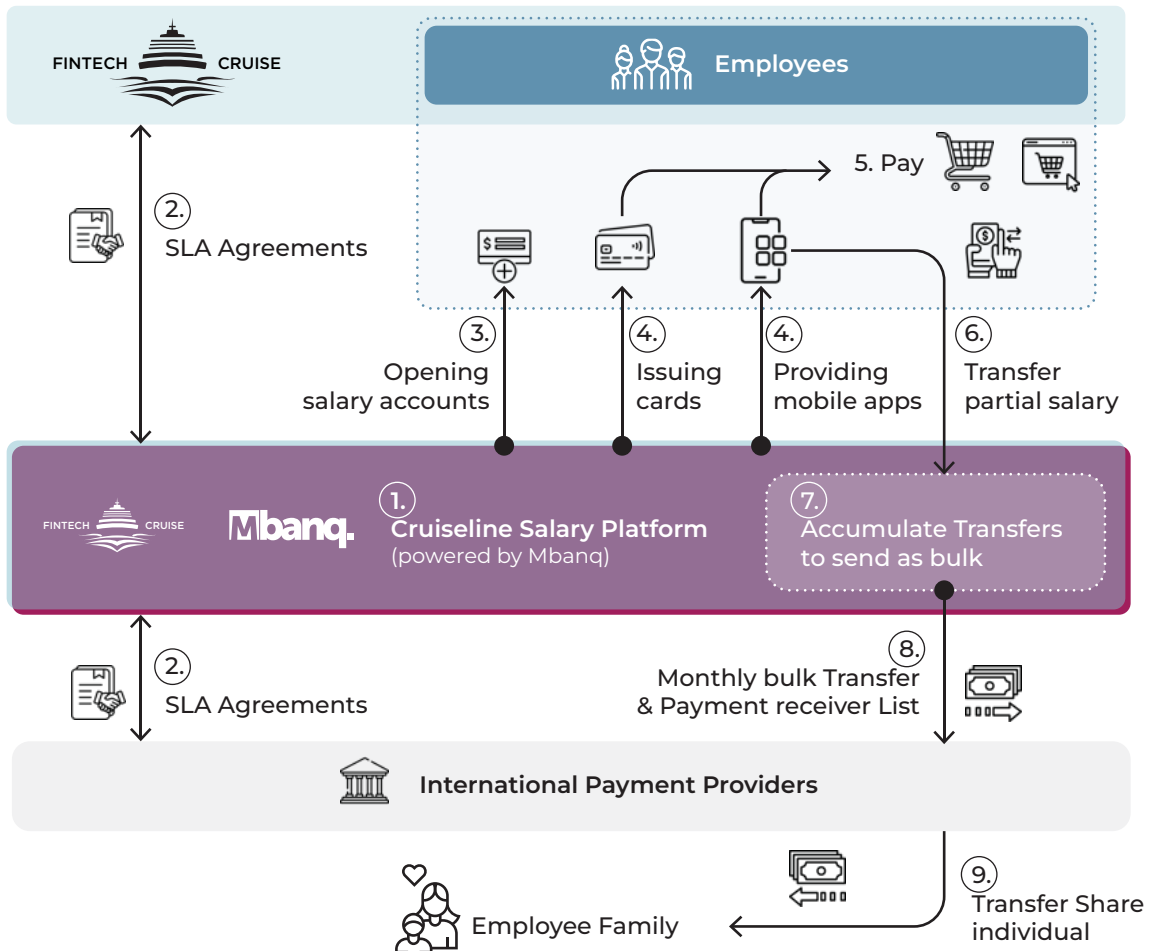 FINTECH CRUISE
Employees
5. Pay
2.
SLA Agreements
3.
Opening
salary accounts
4.
Issuing
cards
4.
Providing
mobile apps
6.
Transfer
partial salary
FINTECH CRUISE
Mbanq.
1.
Cruiseline Salary Platform
(powered by Mbanq)
7.
Accumulate Transfers
to send as bulk
2.
SLA Agreements
8.
Monthly bulk Transfer
& Payment receiver List
International Payment Providers
9.
Transfer Share
individual
Employee Family